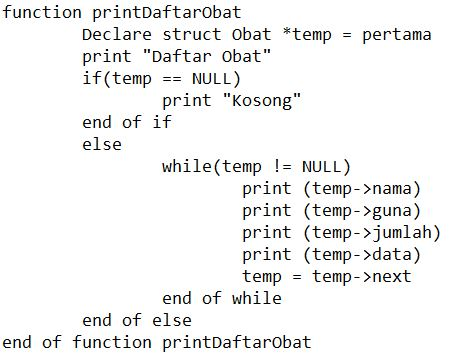 function printDaftarObat
Declare struct Obat *temp = pertama
print "Daftar Obat"
if(temp == NULL)
print "Kosong"
end of if
else
while(temp != NULL)
print (temp->nama)
print (temp->guna)
print (temp->jumlah)
print (temp->data)
temp = temp->next
end of while
end of else
end of function printDaftarObat